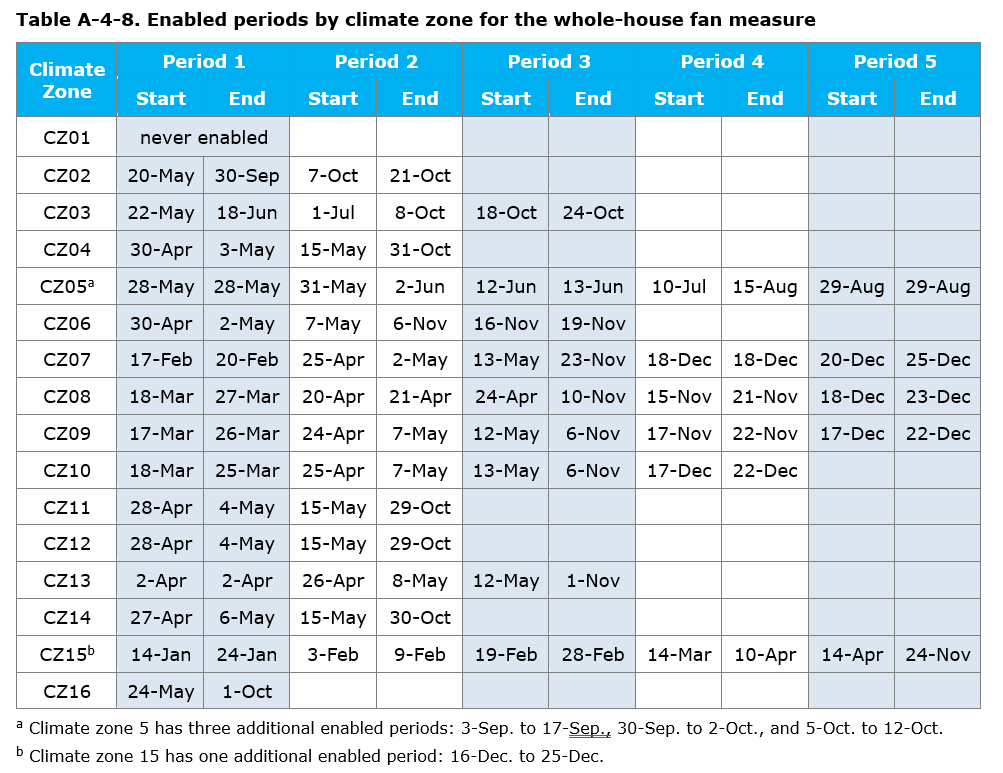 Table A-4-8. Enabled periods by climate zone for the whole-house fan measure
Climate Zone Period 1 Period 2 Period 3 Period 4 Period 5
Start End Start End Start End Start End Start End
CZ01 never enabled
CZ02 20-May 30-Sep 7-Oct 21-Oct
CZ03 22-May 18-Jun 1-Jul 8-Oct 18-Oct 24-Oct
CZ04 30-Apr 3-May 15-May 31-Oct
CZ05a 28-May 28-May 31-May 2-Jun 12-Jun 13-Jun 10-Jul 15-Aug 29-Aug 29-Aug
CZ06 30-Apr 2-May 7-May 6-Nov 16-Nov 19-Nov
CZ07 17-Feb 20-Feb 25-Apr 2-May 13-May 23-Nov 18-Dec 18-Dec 20-Dec 25-Dec
CZ08 18-Mar 27-Mar 20-Apr 21-Apr 24-Apr 10-Nov 15-Nov 21-Nov 18-Dec 23-Dec
CZ09 17-Mar 26-Mar 24-Apr 7-May 12-May 6-Nov 17-Nov 22-Nov 17-Dec 22-Dec
CZ10 18-Mar 25-Mar 25-Apr 7-May 13-May 6-Nov 17-Dec 22-Dec
CZ11 28-Apr 4-May 15-May 29-Oct
CZ12 28-Apr 4-May 15-May 29-Oct
CZ13 2-Apr 2-Apr 26-Apr 8-May 12-May 1-Nov
CZ14 27-Apr 6-May 15-May 30-Oct
CZ15b 14-Jan 24-Jan 3-Feb 9-Feb 19-Feb 28-Feb 14-Mar 10-Apr 14-Apr 24-Nov
CZ16 24-May 1-Oct
a Climate zone 5 has three additional enabled periods: 3-Sep. to 17-Sep., 30-Sep. to 2-Oct., and 5-Oct. to 12-Oct.
b Climate zone 15 has one additional enabled period: 16-Dec. to 25-Dec.